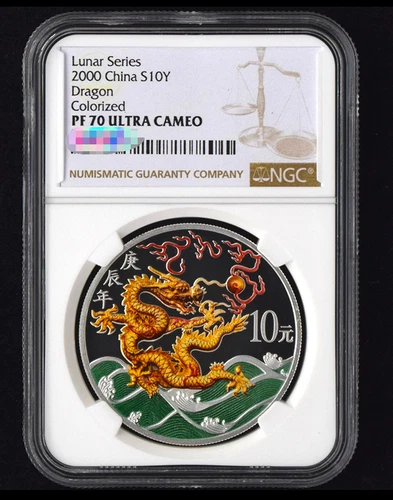 Lunar Series
2000 China S10Y
Dragon
Colorized
PF 70 ULTRA CAMEO
NUMISMATIC GUARANTY COMPANY
NGC®
庚辰年
10元